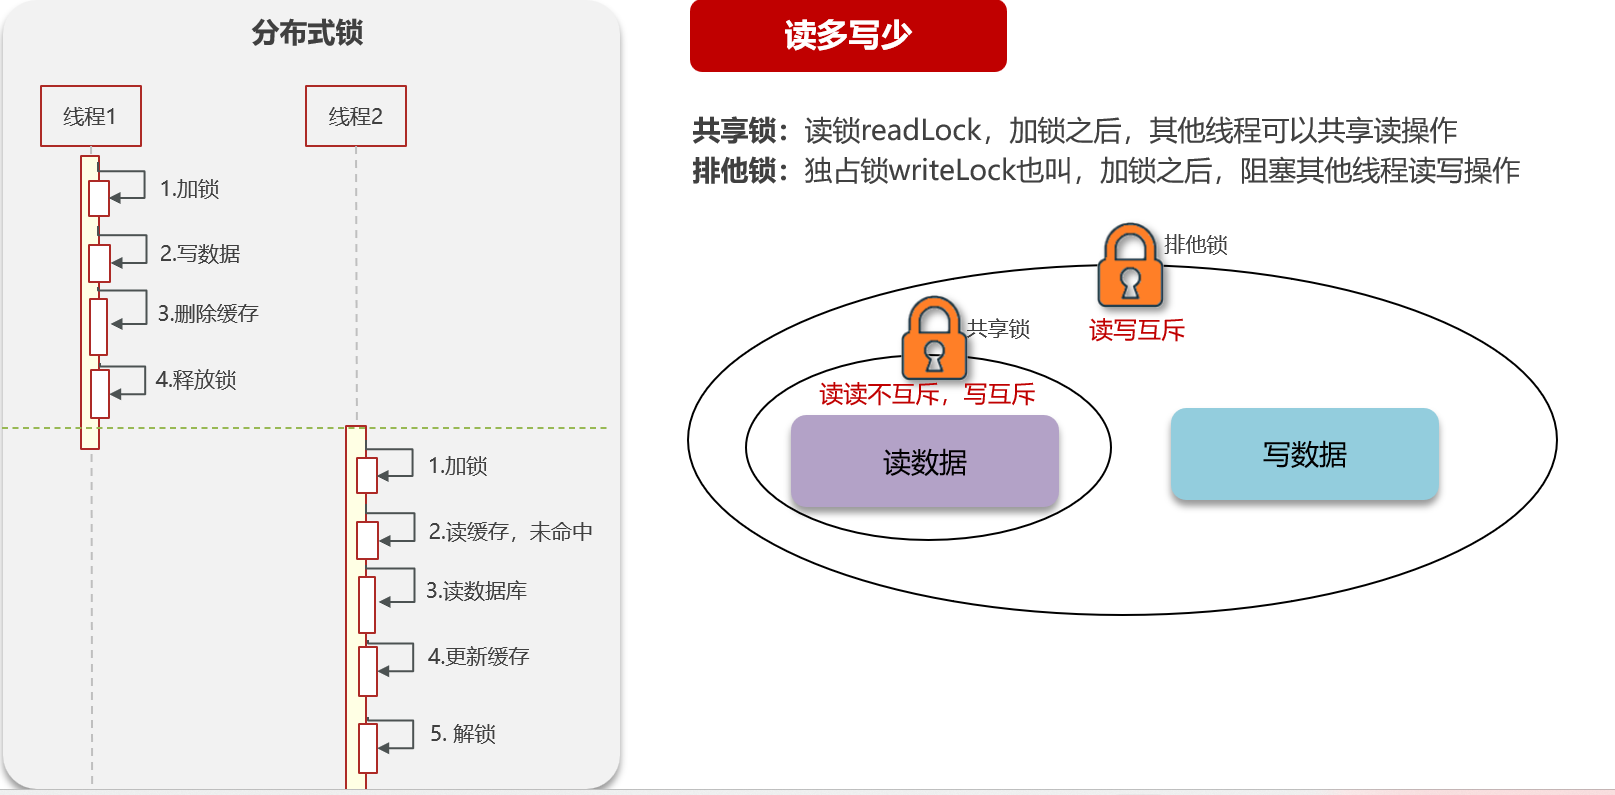 分布式锁
线程1
线程2
1.加锁
2.写数据
3.删除缓存
4.释放锁
1.加锁
2.读缓存，未命中
3.读数据库
4.更新缓存
5. 解锁
读多写少
共享锁：读锁readLock，加锁之后，其他线程可以共享读操作
排他锁：独占锁writeLock也叫，加锁之后，阻塞其他线程读写操作
排他锁
读写互斥
共享锁
读读不互斥，写互斥
读数据
写数据